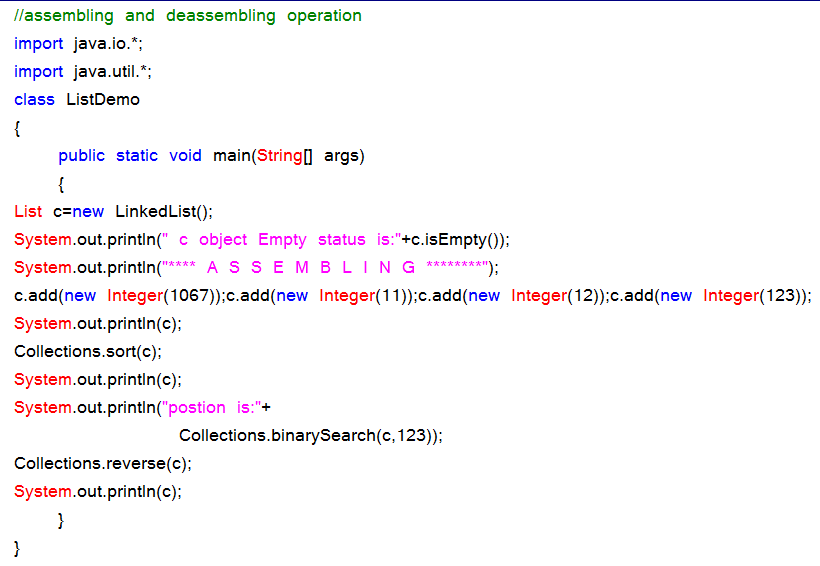 //assembling and deassembling operation
import java.io.*;
import java.util.*;
class ListDemo
{
public static void main(String[] args)
{
List c=new LinkedList();
System.out.println(" c object Empty status is:"+c.isEmpty());
System.out.println("**** A S S E M B L I N G ********");
c.add(new Integer(1067));c.add(new Integer(11));c.add(new Integer(12));c.add(new Integer(123));
System.out.println(c);
Collections.sort(c);
System.out.println(c);
System.out.println("postion is:"+
Collections.binarySearch(c,123));
Collections.reverse(c);
System.out.println(c);
}
}